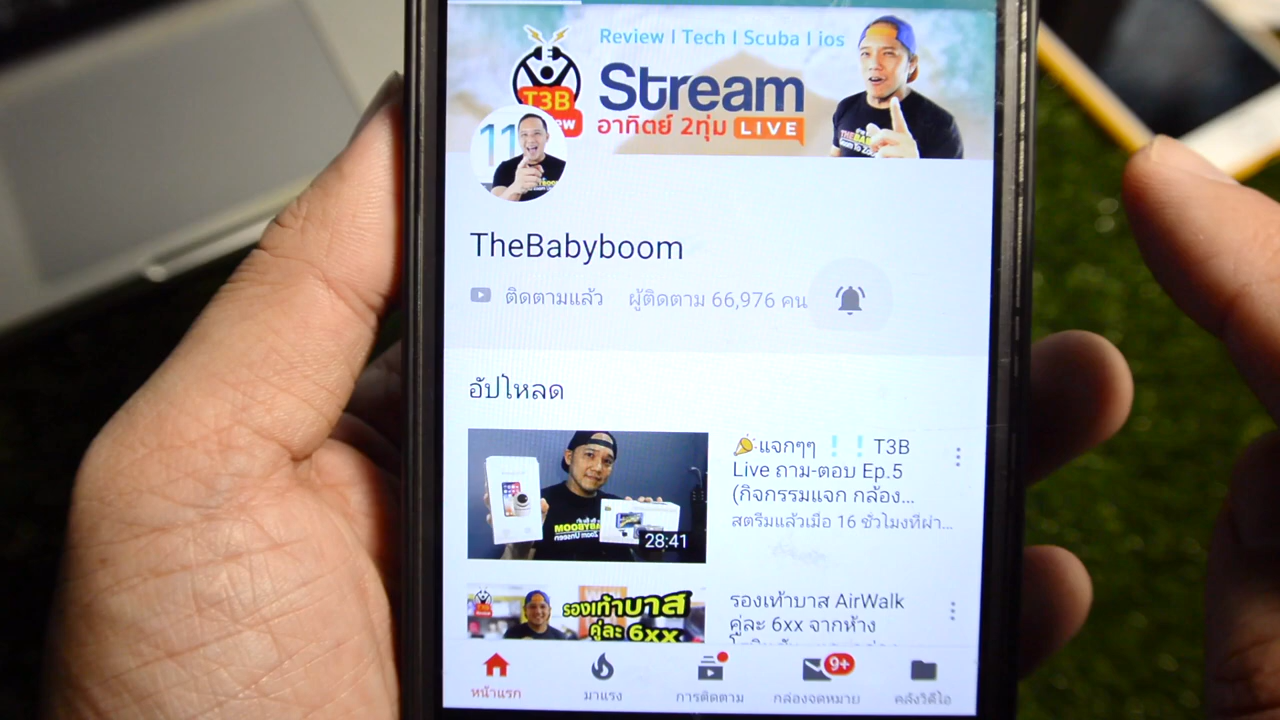 Review | Tech | Scuba | ios
T3B
Stream
อาทิตย์ 2ทุ่ม LIVE
11
TheBabyboom
ติดตามแล้ว ผู้ติดตาม 66,976 คน
อัปโหลด
🎉แจกๆๆ ❕❕T3B
Live ถาม-ตอบ Ep.5
(กิจกรรมแจก กล้อง...
สตรีมแล้วเมื่อ 16 ชั่วโมงที่ผ่า...
BABYBOOM
28:41
รองเท้าบาส
คู่ละ 6xx
รองเท้าบาส AirWalk
คู่ละ 6xx จากห้าง
9+
หน้าแรก
มาแรง
การติดตาม
กล่องจดหมาย
คลังวิดีโอ